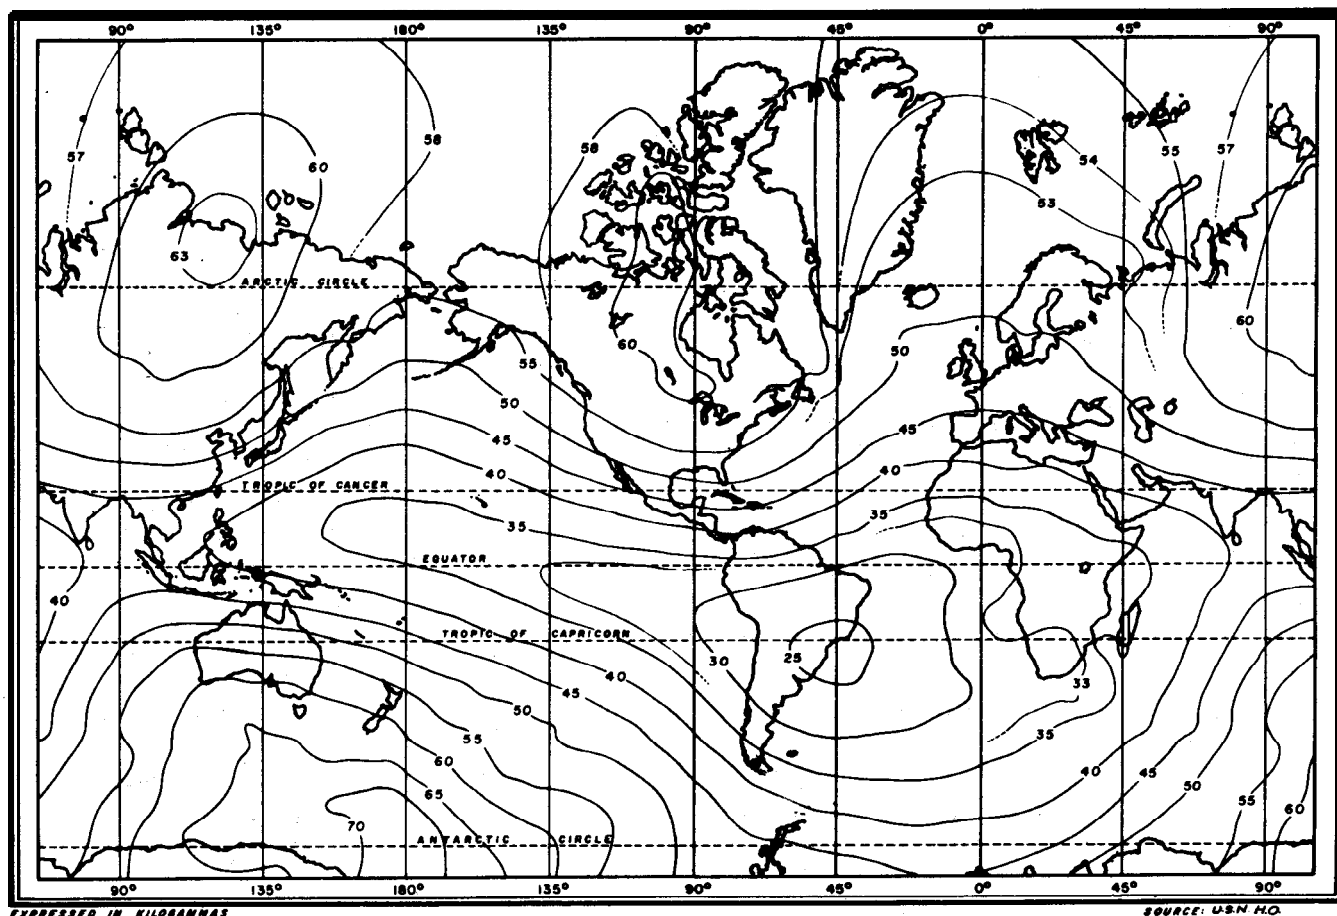 90° 135° 180° 135° 90° 45° 0° 45° 90°
57 60 58 58 54 55 57
53
63
ARCTIC CIRCLE
60 60
55 50
50 45
45 40
40
TROPIC OF CANCER
35 35
EQUATOR
40
TROPIC OF CAPRICORN
30 25
40 33
45
50 35
55
60 40 45
65 50
55 60
70
ANTARCTIC CIRCLE
90° 135° 180° 135° 90° 45° 0° 45° 90°
EXPRESSED IN KILOGAMMAS SOURCE: U.S.N. H.O.